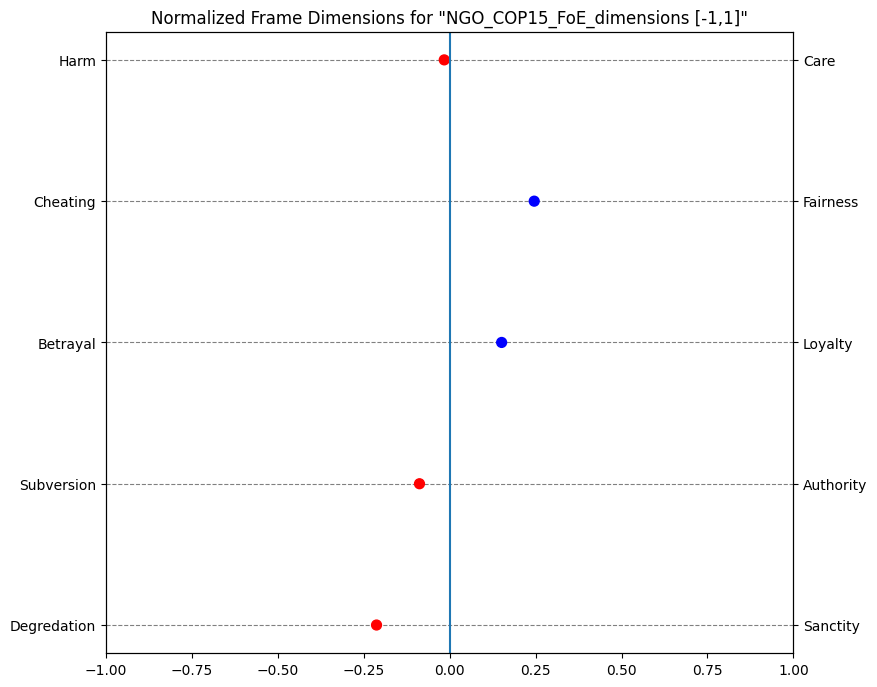 Normalized Frame Dimensions for "NGO_COP15_FoE_dimensions [-1,1]"
Harm Care
Cheating Fairness
Betrayal Loyalty
Subversion Authority
Degredation Sanctity
−1.00 −0.75 −0.50 −0.25 0.00 0.25 0.50 0.75 1.00